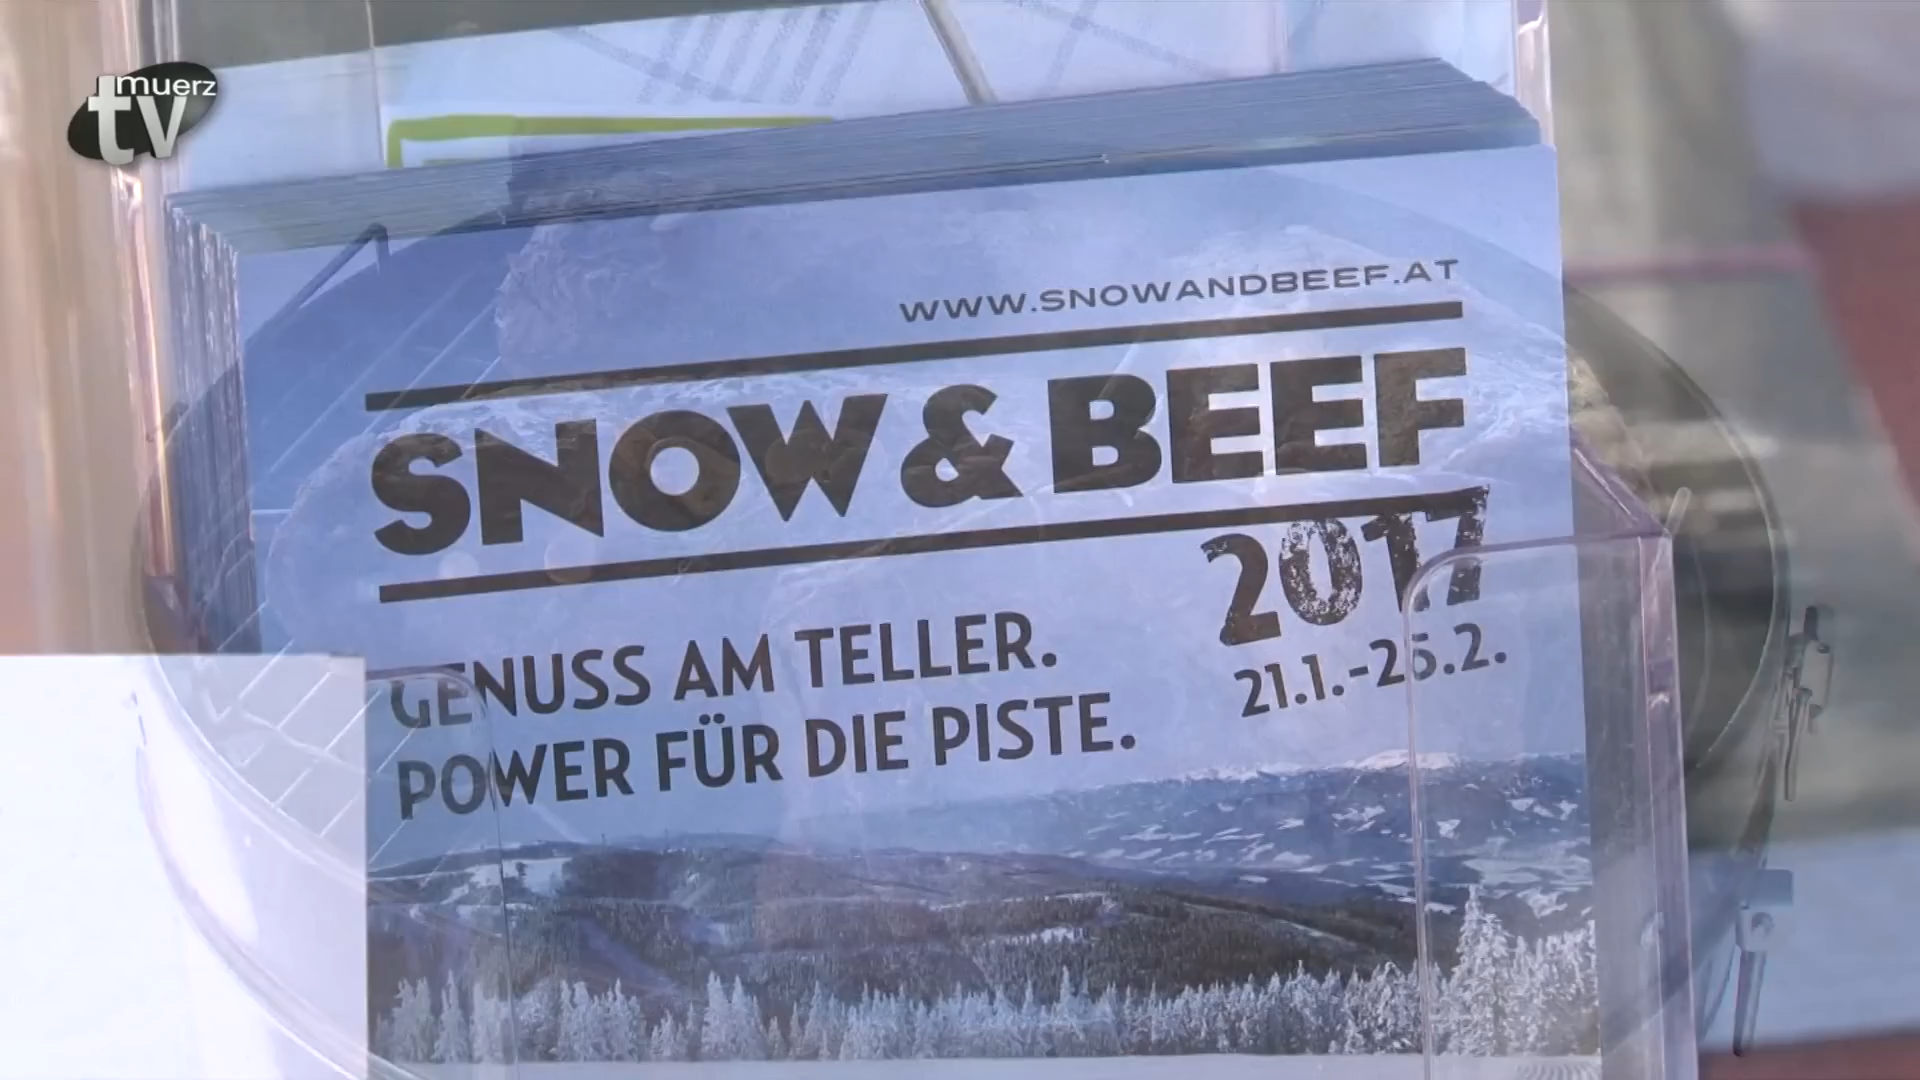 muerz
tv
WWW.SNOWANDBEEF.AT
SNOW & BEEF
2017
GENUSS AM TELLER.
21.1.-25.2.
POWER FÜR DIE PISTE.